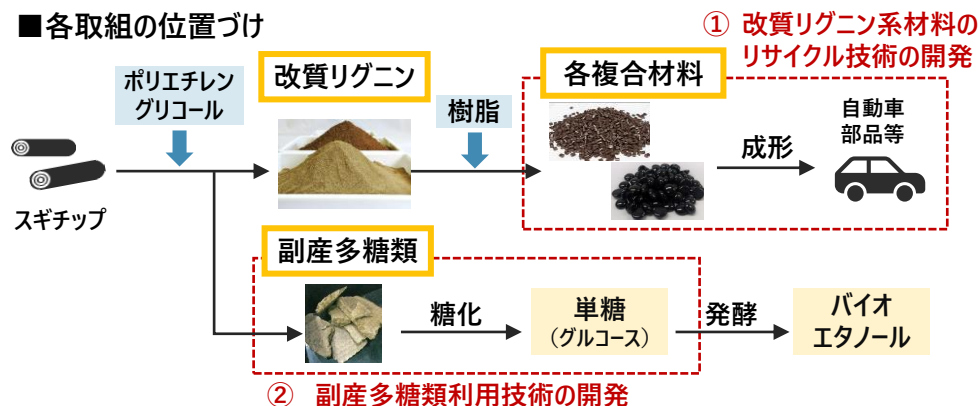 ■各取組の位置づけ
① 改質リグニン系材料の
リサイクル技術の開発
ポリエチレン
グリコール
改質リグニン
樹脂
各複合材料
成形
自動車
部品等
スギチップ
副産多糖類
糖化
単糖
（グルコース）
発酵
バイオ
エタノール
② 副産多糖類利用技術の開発